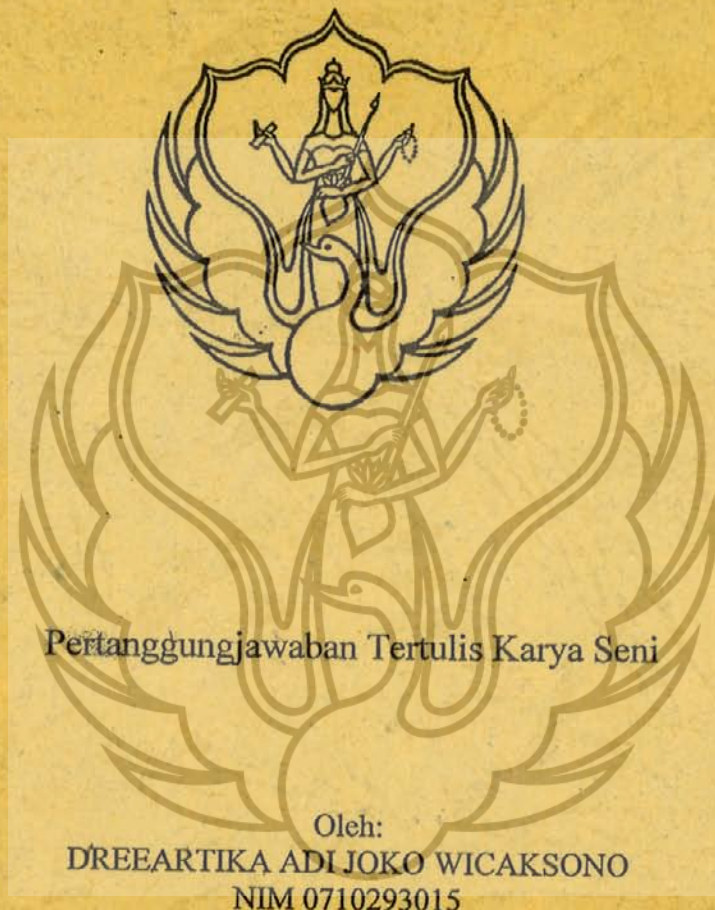 Pertanggungjawaban Tertulis Karya Seni
Oleh:
DREEARTIKA ADI JOKO WICAKSONO
NIM 0710293015